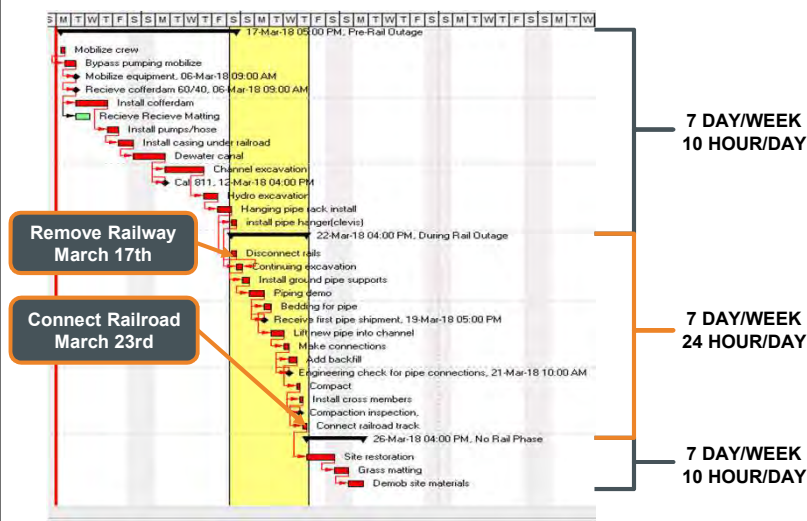 S M T W T F S S M T W T F S S M T W T F S S M T W T F S S M T W T F S S M T W T F S S M T W
17-Mar-18 05:00 PM, Pre-Rail Outage
Mobilize crew
Bypass pumping mobilize
Mobilize equipment, 06-Mar-18 09:00 AM
Recieve cofferdam 60/40, 06-Mar-18 09:00 AM
Install cofferdam
Recieve Recieve Matting
Install pumps/hose
Install casing under railroad
Dewater canal
Channel excavation
Call 811, 12-Mar-18 04:00 PM
Hydro excavation
Hanging pipe rack install
install pipe hanger(clevis)
22-Mar-18 04:00 PM, During Rail Outage
Disconnect rails
Continuing excavation
Install ground pipe supports
Piping demo
Bedding for pipe
Receive first pipe shipment, 19-Mar-18 05:00 PM
Lift new pipe into channel
Make connections
Add backfill
Engineering check for pipe connections, 21-Mar-18 10:00 AM
Compact
Install cross members
Compaction inspection,
Connect railroad track
26-Mar-18 04:00 PM, No Rail Phase
Site restoration
Grass matting
Demob site materials
Remove Railway
March 17th
Connect Railroad
March 23rd
7 DAY/WEEK
10 HOUR/DAY
7 DAY/WEEK
24 HOUR/DAY
7 DAY/WEEK
10 HOUR/DAY